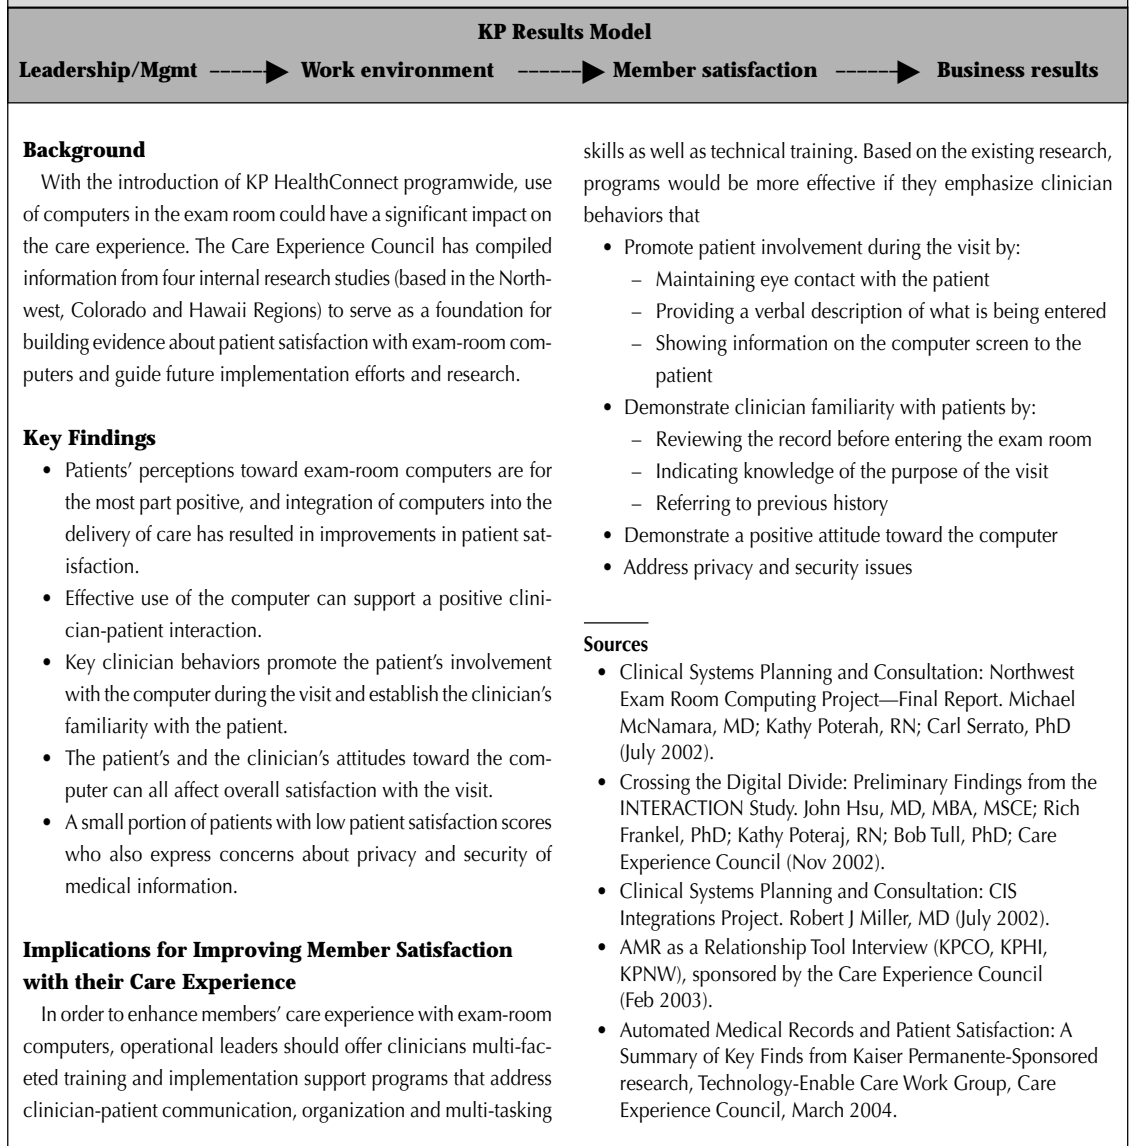 KP Results Model
Leadership/Mgmt ------▶ Work environment ------▶ Member satisfaction ------▶ Business results
Background
With the introduction of KP HealthConnect programwide, use
of computers in the exam room could have a significant impact on
the care experience. The Care Experience Council has compiled
information from four internal research studies (based in the North-
west, Colorado and Hawaii Regions) to serve as a foundation for
building evidence about patient satisfaction with exam-room com-
puters and guide future implementation efforts and research.
Key Findings
• Patients' perceptions toward exam-room computers are for
the most part positive, and integration of computers into the
delivery of care has resulted in improvements in patient sat-
isfaction.
• Effective use of the computer can support a positive clini-
cian-patient interaction.
• Key clinician behaviors promote the patient's involvement
with the computer during the visit and establish the clinician's
familiarity with the patient.
• The patient's and the clinician's attitudes toward the com-
puter can all affect overall satisfaction with the visit.
• A small portion of patients with low patient satisfaction scores
who also express concerns about privacy and security of
medical information.
Implications for Improving Member Satisfaction
with their Care Experience
In order to enhance members' care experience with exam-room
computers, operational leaders should offer clinicians multi-fac-
eted training and implementation support programs that address
clinician-patient communication, organization and multi-tasking
skills as well as technical training. Based on the existing research,
programs would be more effective if they emphasize clinician
behaviors that
• Promote patient involvement during the visit by:
– Maintaining eye contact with the patient
– Providing a verbal description of what is being entered
– Showing information on the computer screen to the
patient
• Demonstrate clinician familiarity with patients by:
– Reviewing the record before entering the exam room
– Indicating knowledge of the purpose of the visit
– Referring to previous history
• Demonstrate a positive attitude toward the computer
• Address privacy and security issues
Sources
• Clinical Systems Planning and Consultation: Northwest
Exam Room Computing Project—Final Report. Michael
McNamara, MD; Kathy Poterah, RN; Carl Serrato, PhD
(July 2002).
• Crossing the Digital Divide: Preliminary Findings from the
INTERACTION Study. John Hsu, MD, MBA, MSCE; Rich
Frankel, PhD; Kathy Poteraj, RN; Bob Tull, PhD; Care
Experience Council (Nov 2002).
• Clinical Systems Planning and Consultation: CIS
Integrations Project. Robert J Miller, MD (July 2002).
• AMR as a Relationship Tool Interview (KPCO, KPHI,
KPNW), sponsored by the Care Experience Council
(Feb 2003).
• Automated Medical Records and Patient Satisfaction: A
Summary of Key Finds from Kaiser Permanente-Sponsored
research, Technology-Enable Care Work Group, Care
Experience Council, March 2004.